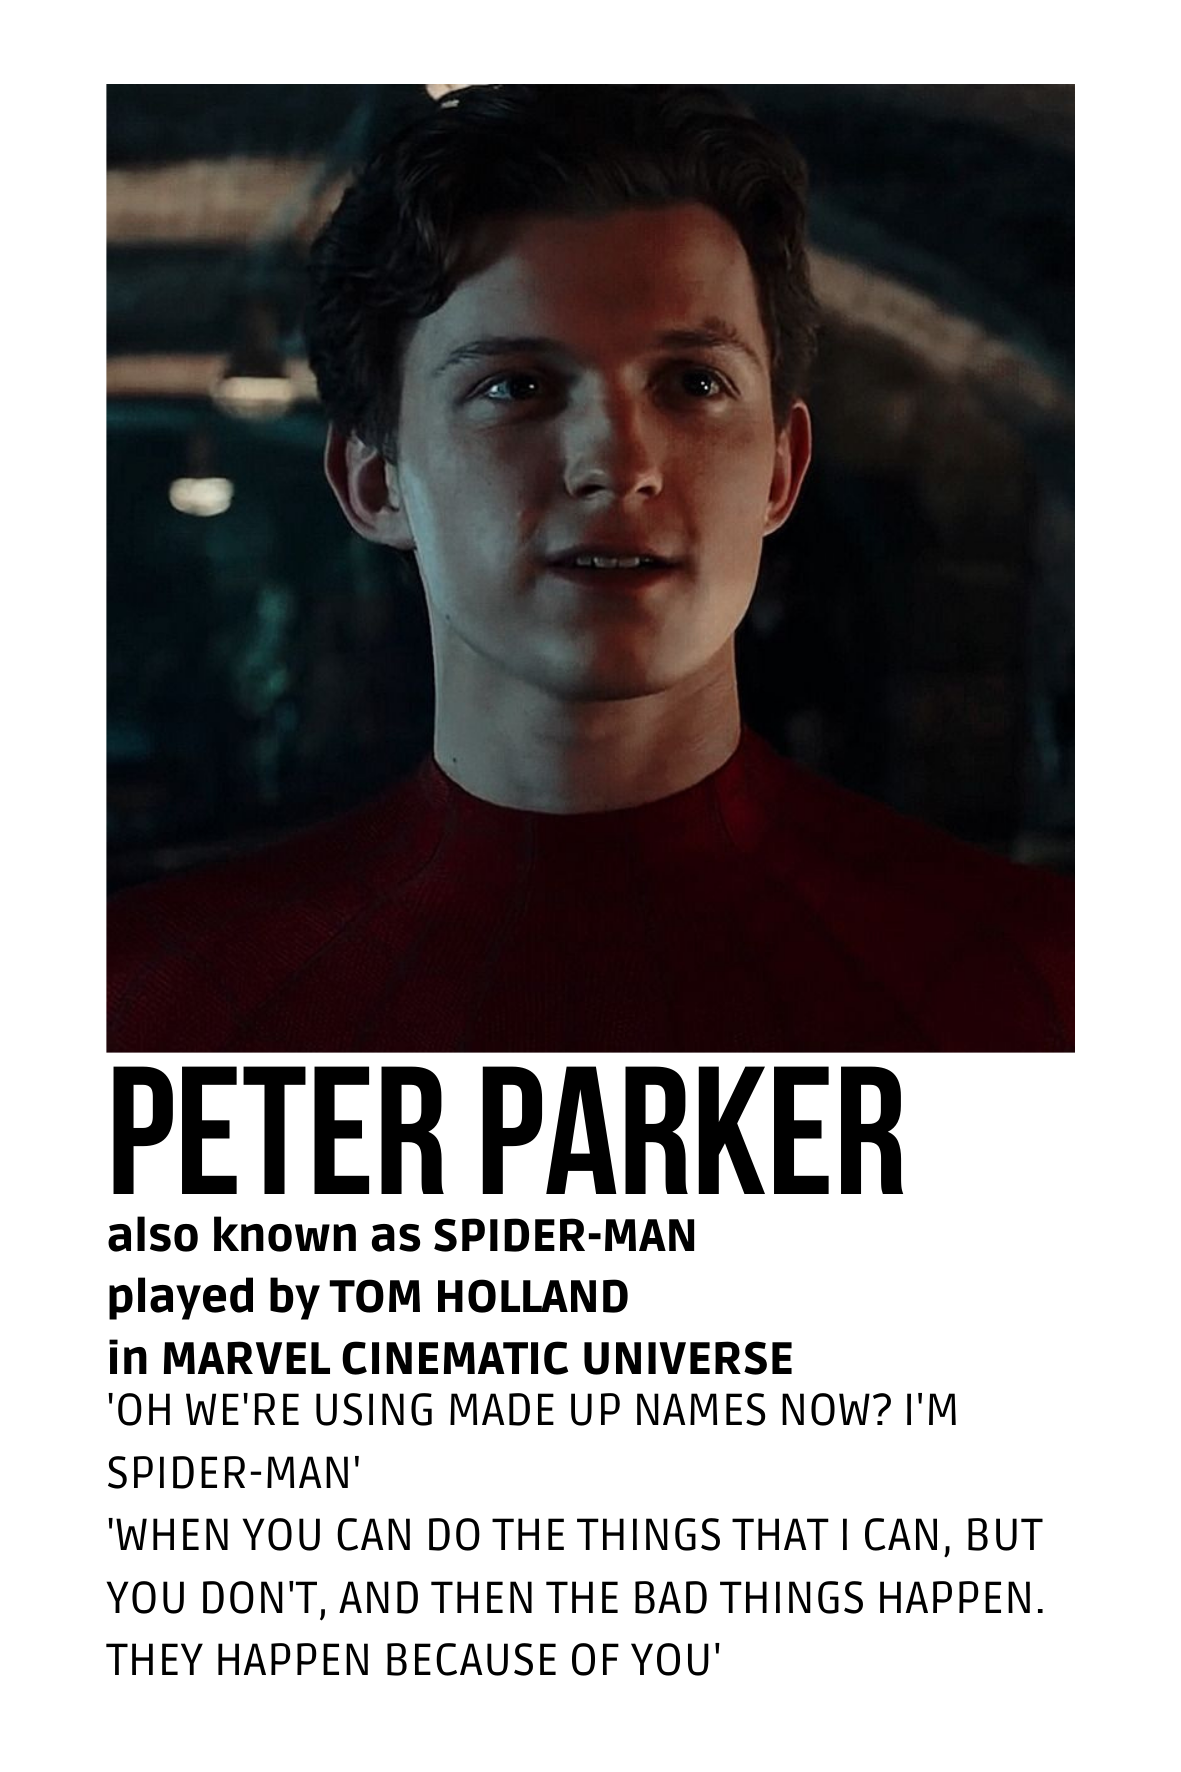 PETER PARKER
also known as SPIDER-MAN
played by TOM HOLLAND
in MARVEL CINEMATIC UNIVERSE
'OH WE'RE USING MADE UP NAMES NOW? I'M
SPIDER-MAN'
'WHEN YOU CAN DO THE THINGS THAT I CAN, BUT
YOU DON'T, AND THEN THE BAD THINGS HAPPEN.
THEY HAPPEN BECAUSE OF YOU'